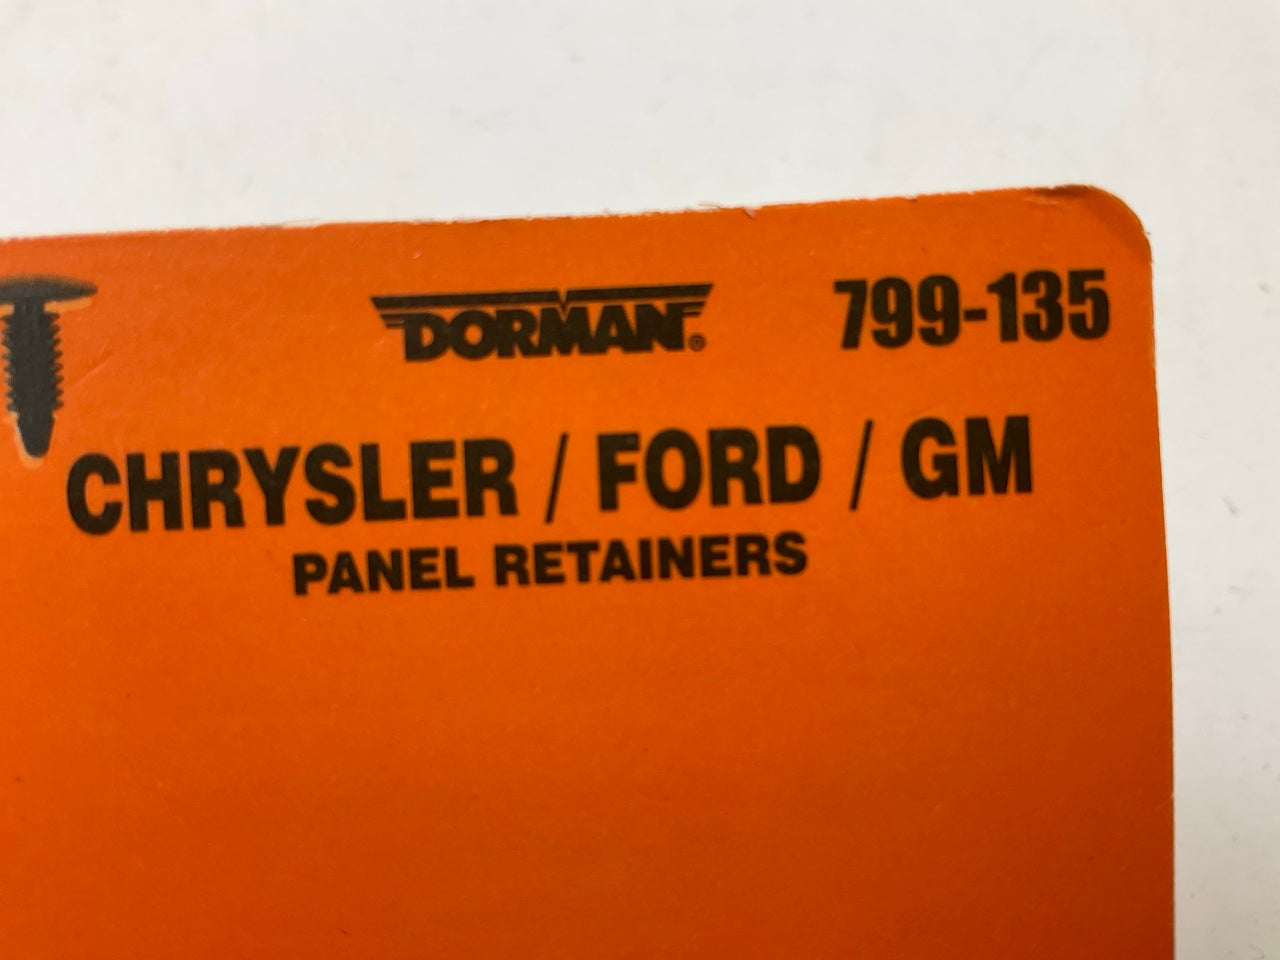 DORMAN® 799-135
CHRYSLER / FORD / GM
PANEL RETAINERS